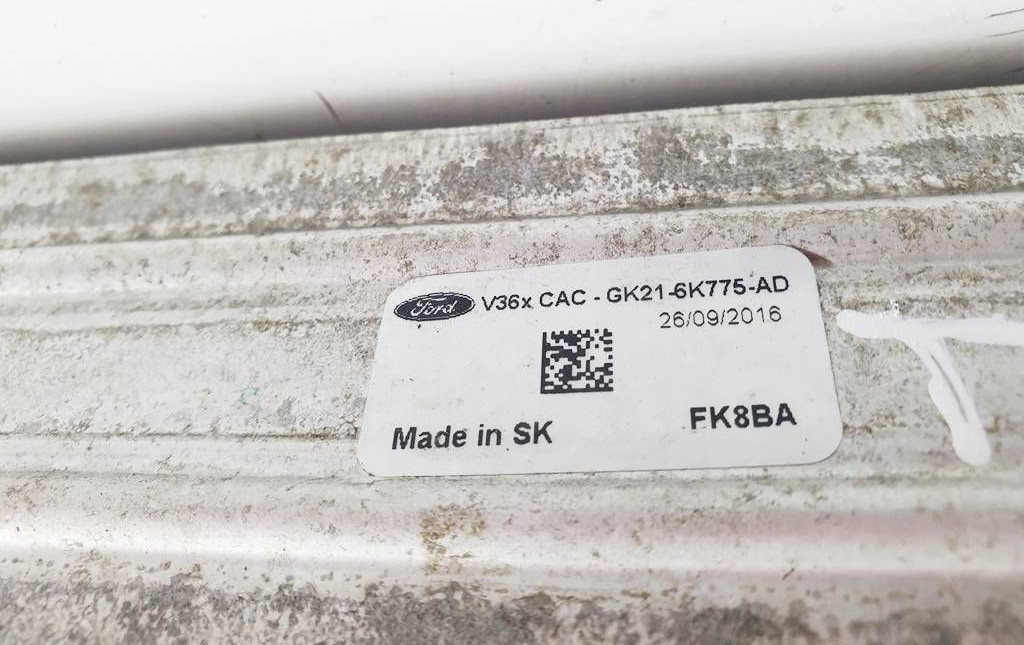 Ford V36x CAC - GK21-6K775-AD
26/09/2016
Made in SK FK8BA